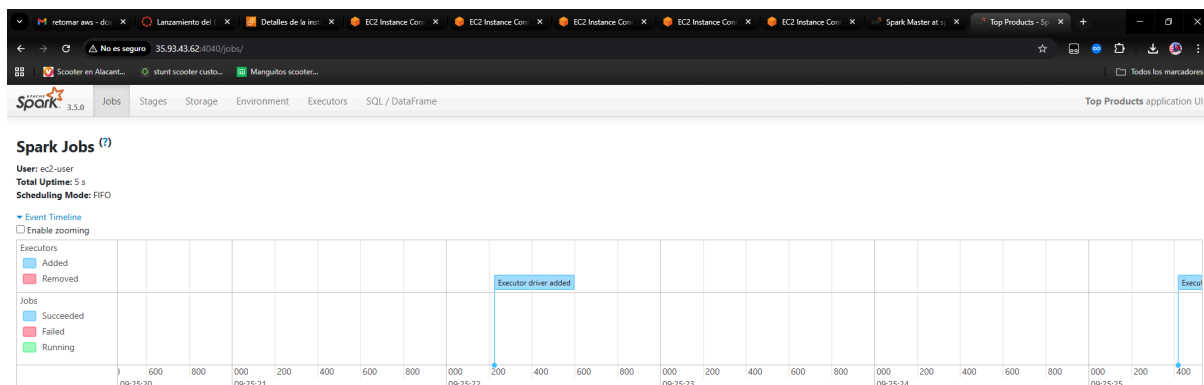 retomar aws - dca
Lanzamiento del L
Detalles de la inst
EC2 Instance Con
EC2 Instance Con
EC2 Instance Con
EC2 Instance Con
EC2 Instance Con
Spark Master at s
Top Products - Sp
No es seguro 35.93.43.62:4040/jobs/
Scooter en Alacant...
stunt scooter custo...
Manguitos scooter...
Todos los marcadores
APACHE Spark 3.5.0
Jobs
Stages
Storage
Environment
Executors
SQL / DataFrame
Top Products application UI
Spark Jobs (?)
User: ec2-user
Total Uptime: 5 s
Scheduling Mode: FIFO
Event Timeline
Enable zooming
Executors
Added
Removed
Executor driver added
Execut
Jobs
Succeeded
Failed
Running
600 800 000 200 400 600 800 000 200 400 600 800 000 200 400 600 800 000 200 400 600 800 000 200 400
09:25:20 09:25:21 09:25:22 09:25:23 09:25:24 09:25:25